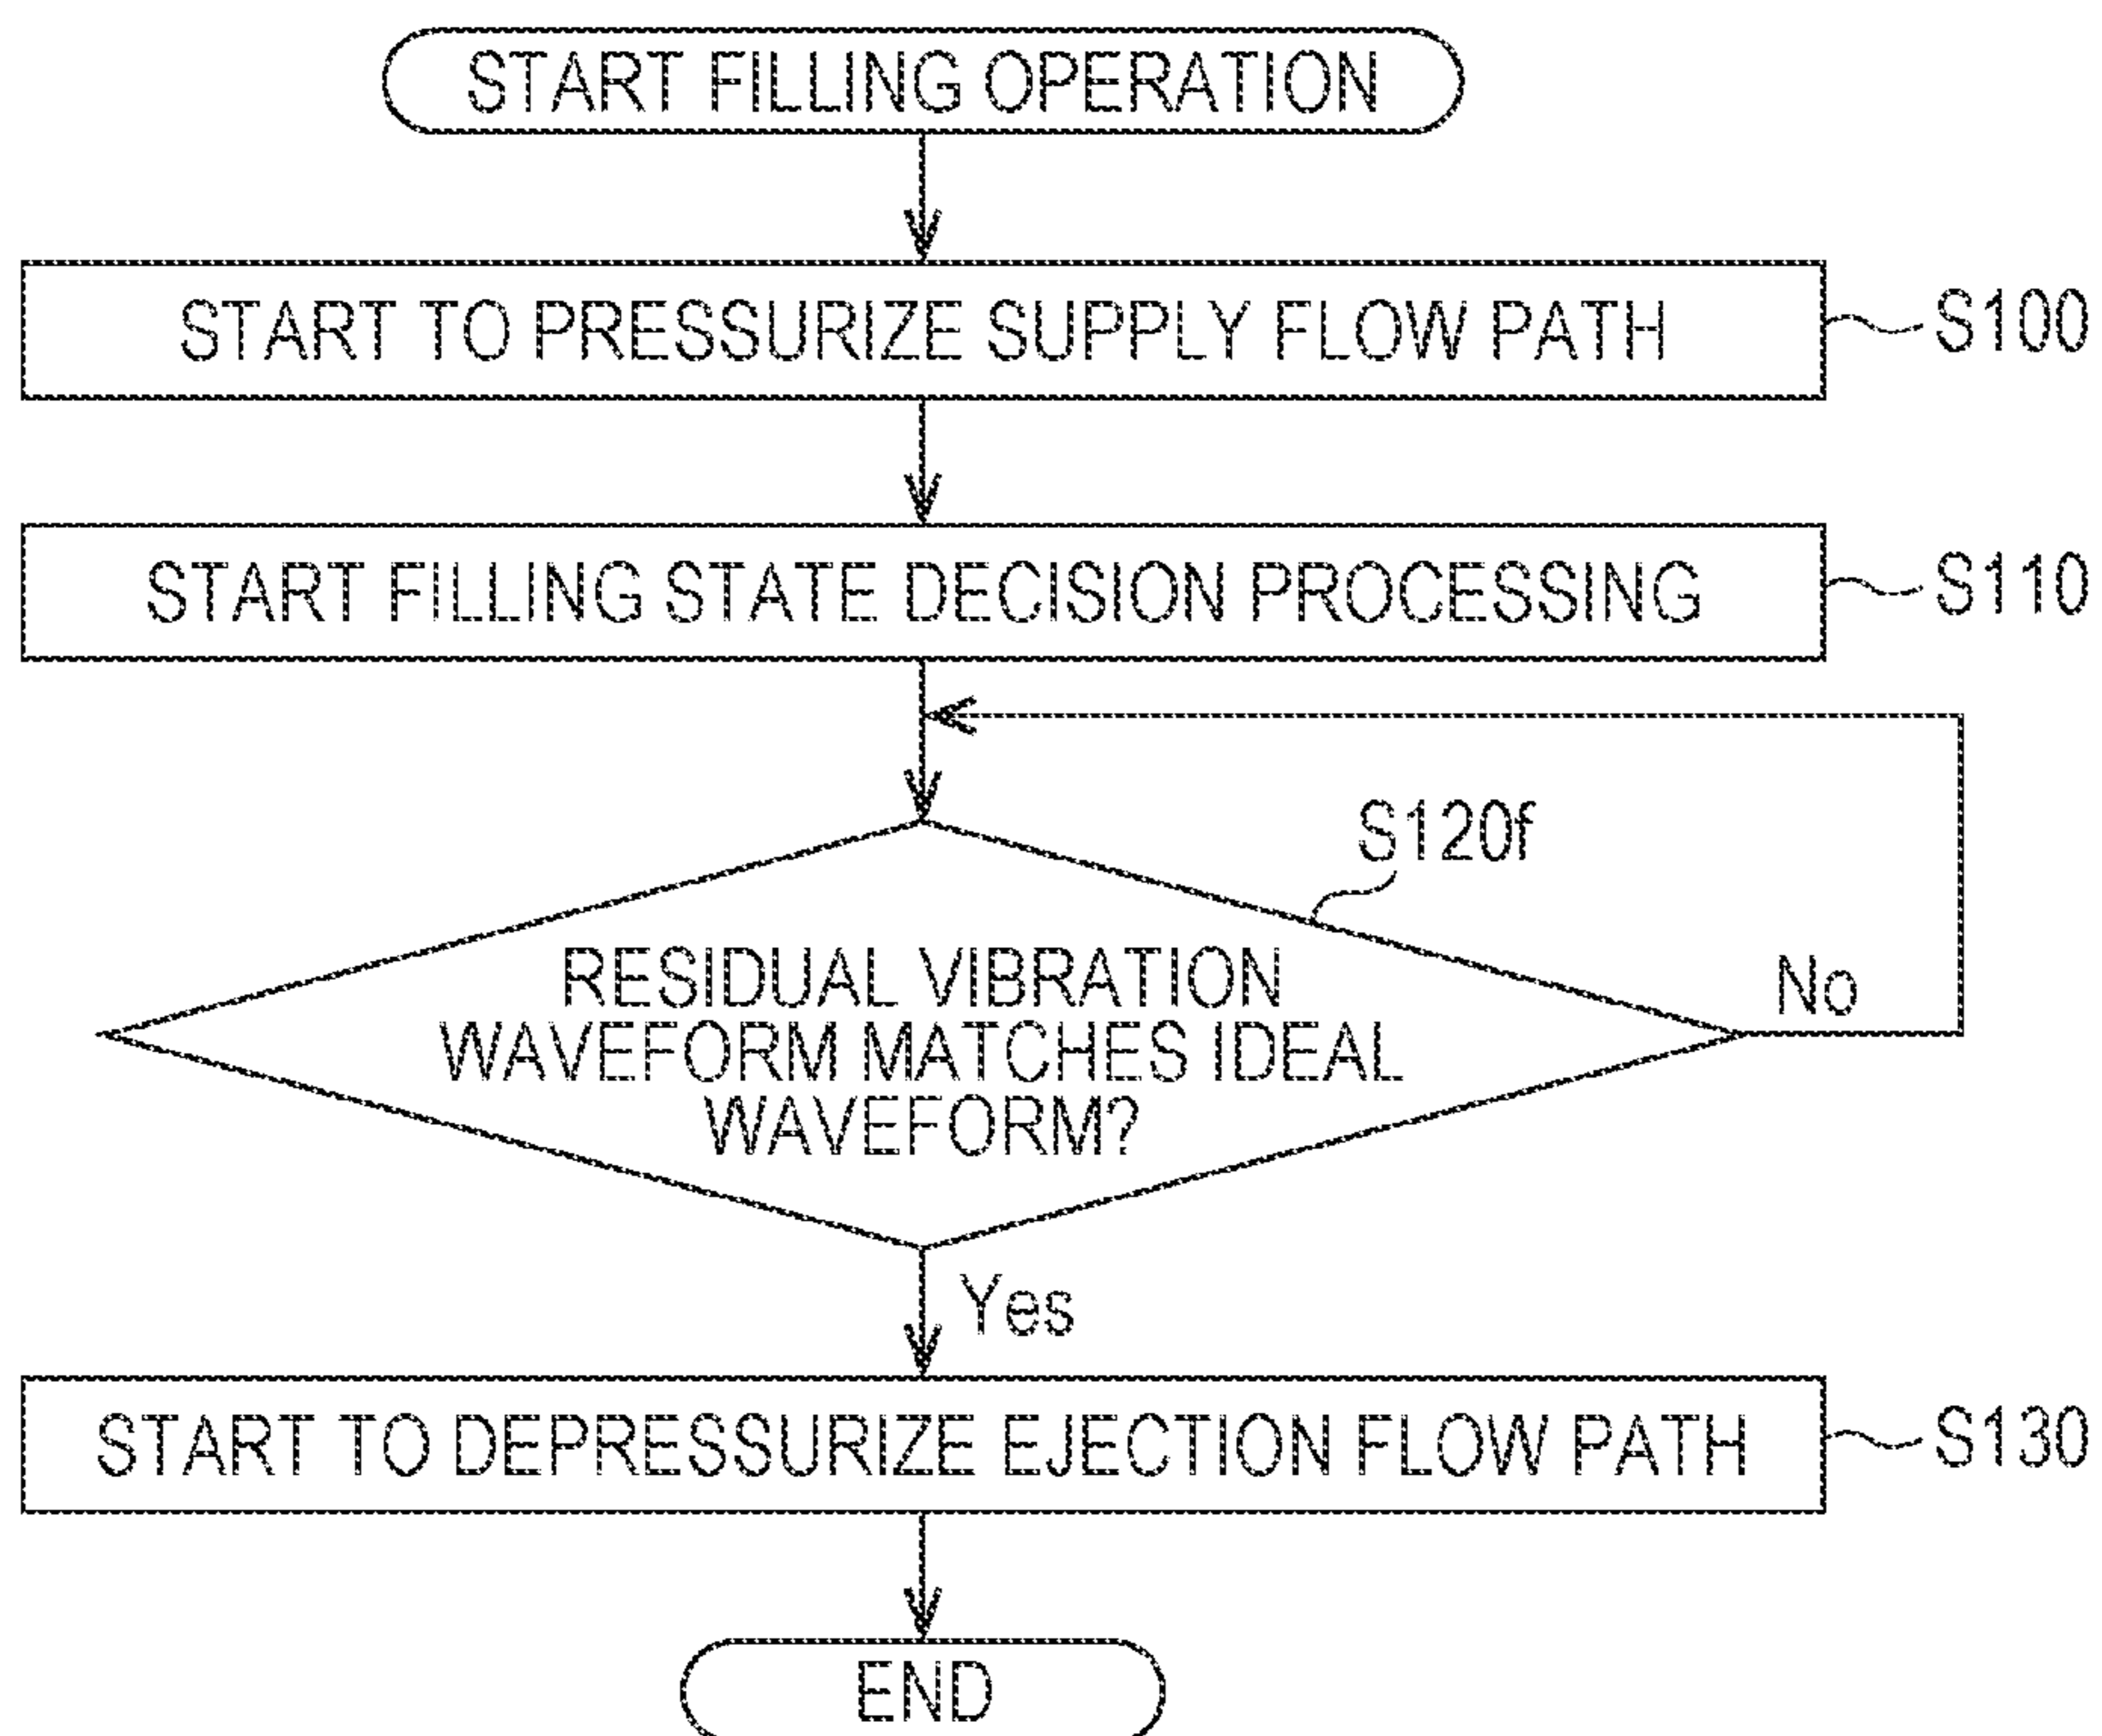 START FILLING OPERATION
START TO PRESSURIZE SUPPLY FLOW PATH
S100
START FILLING STATE DECISION PROCESSING
S110
S120f
RESIDUAL VIBRATION
WAVEFORM MATCHES IDEAL
WAVEFORM?
No
Yes
START TO DEPRESSURIZE EJECTION FLOW PATH
S130
END